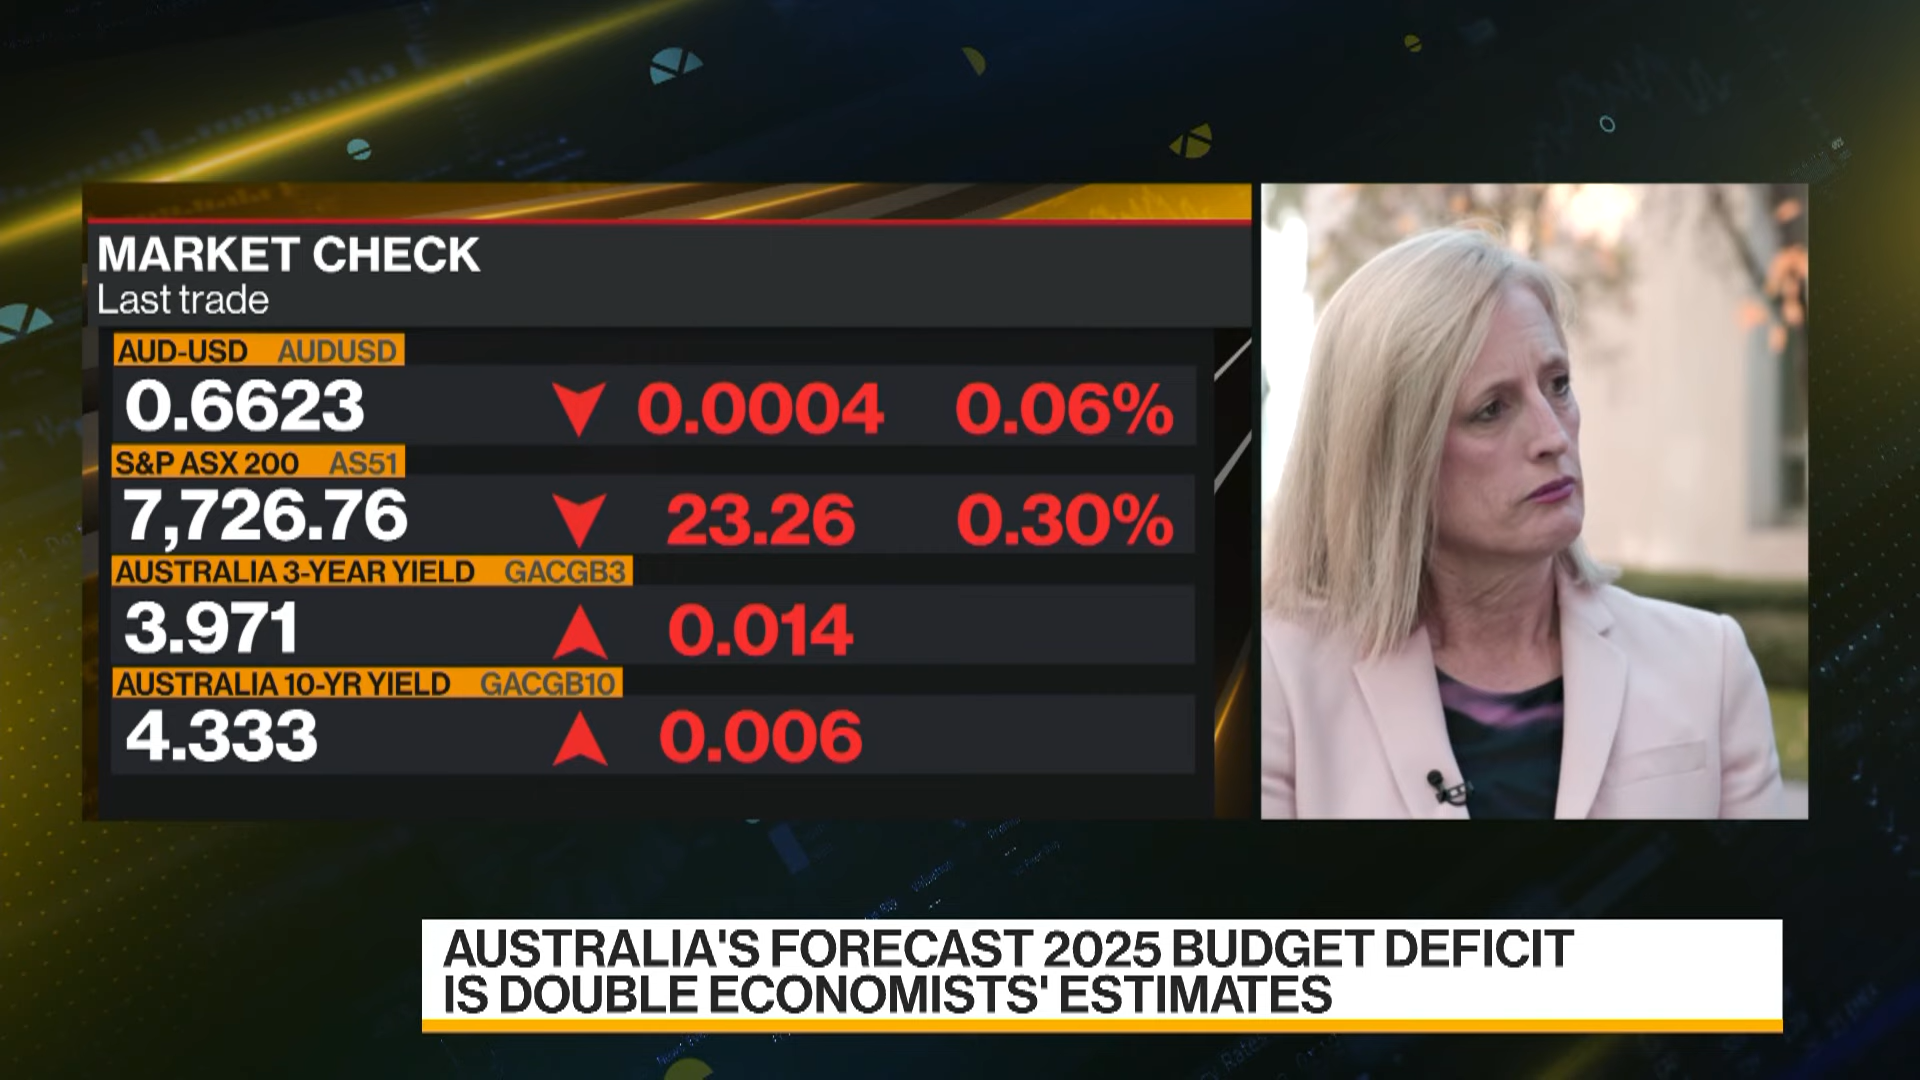 MARKET CHECK
Last trade
AUD-USD AUDUSD
0.6623 0.0004 0.06%
S&P ASX 200 AS51
7,726.76 23.26 0.30%
AUSTRALIA 3-YEAR YIELD GACGB3
3.971 0.014
AUSTRALIA 10-YR YIELD GACGB10
4.333 0.006
AUSTRALIA'S FORECAST 2025 BUDGET DEFICIT
IS DOUBLE ECONOMISTS' ESTIMATES